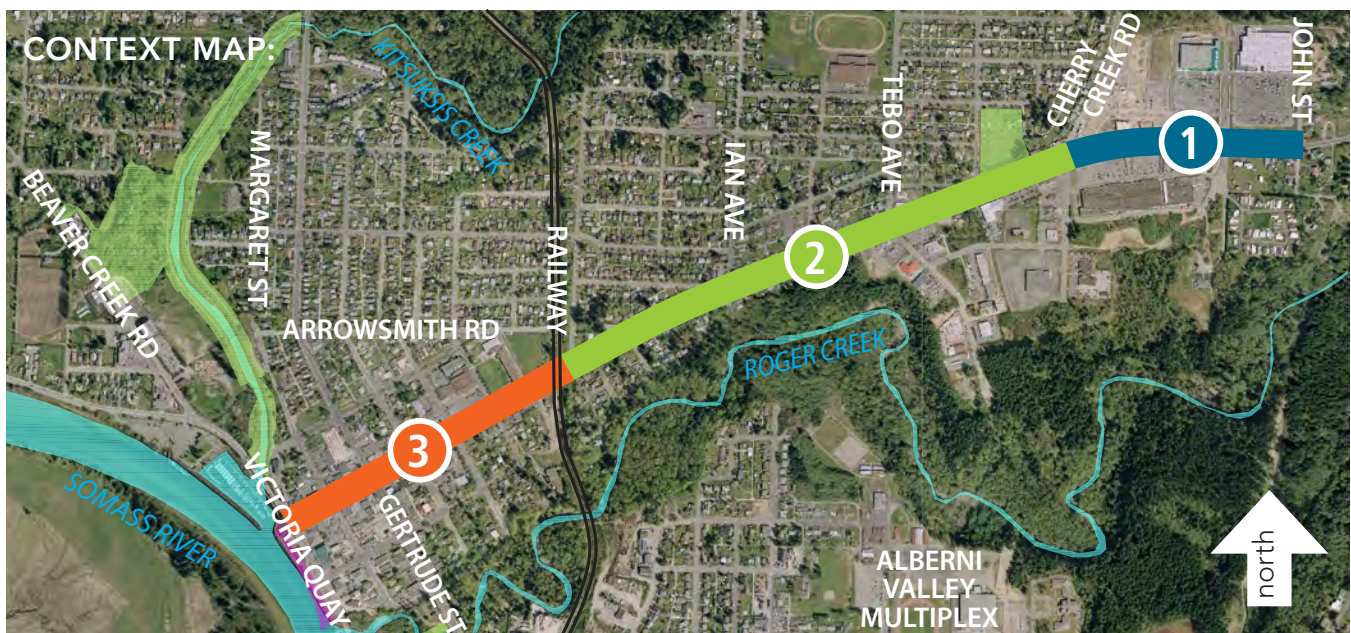 CONTEXT MAP:
KITSUKSIS CREEK
MARGARET ST
BEAVER CREEK RD
ARROWSMITH RD
RAILWAY
IAN AVE
TEBO AVE
CHERRY
CREEK RD
JOHN ST
1
2
3
ROGER CREEK
SOMASS RIVER
VICTORIA QUAY
GERTRUDE ST
ALBERNI
VALLEY
MULTIPLEX
north